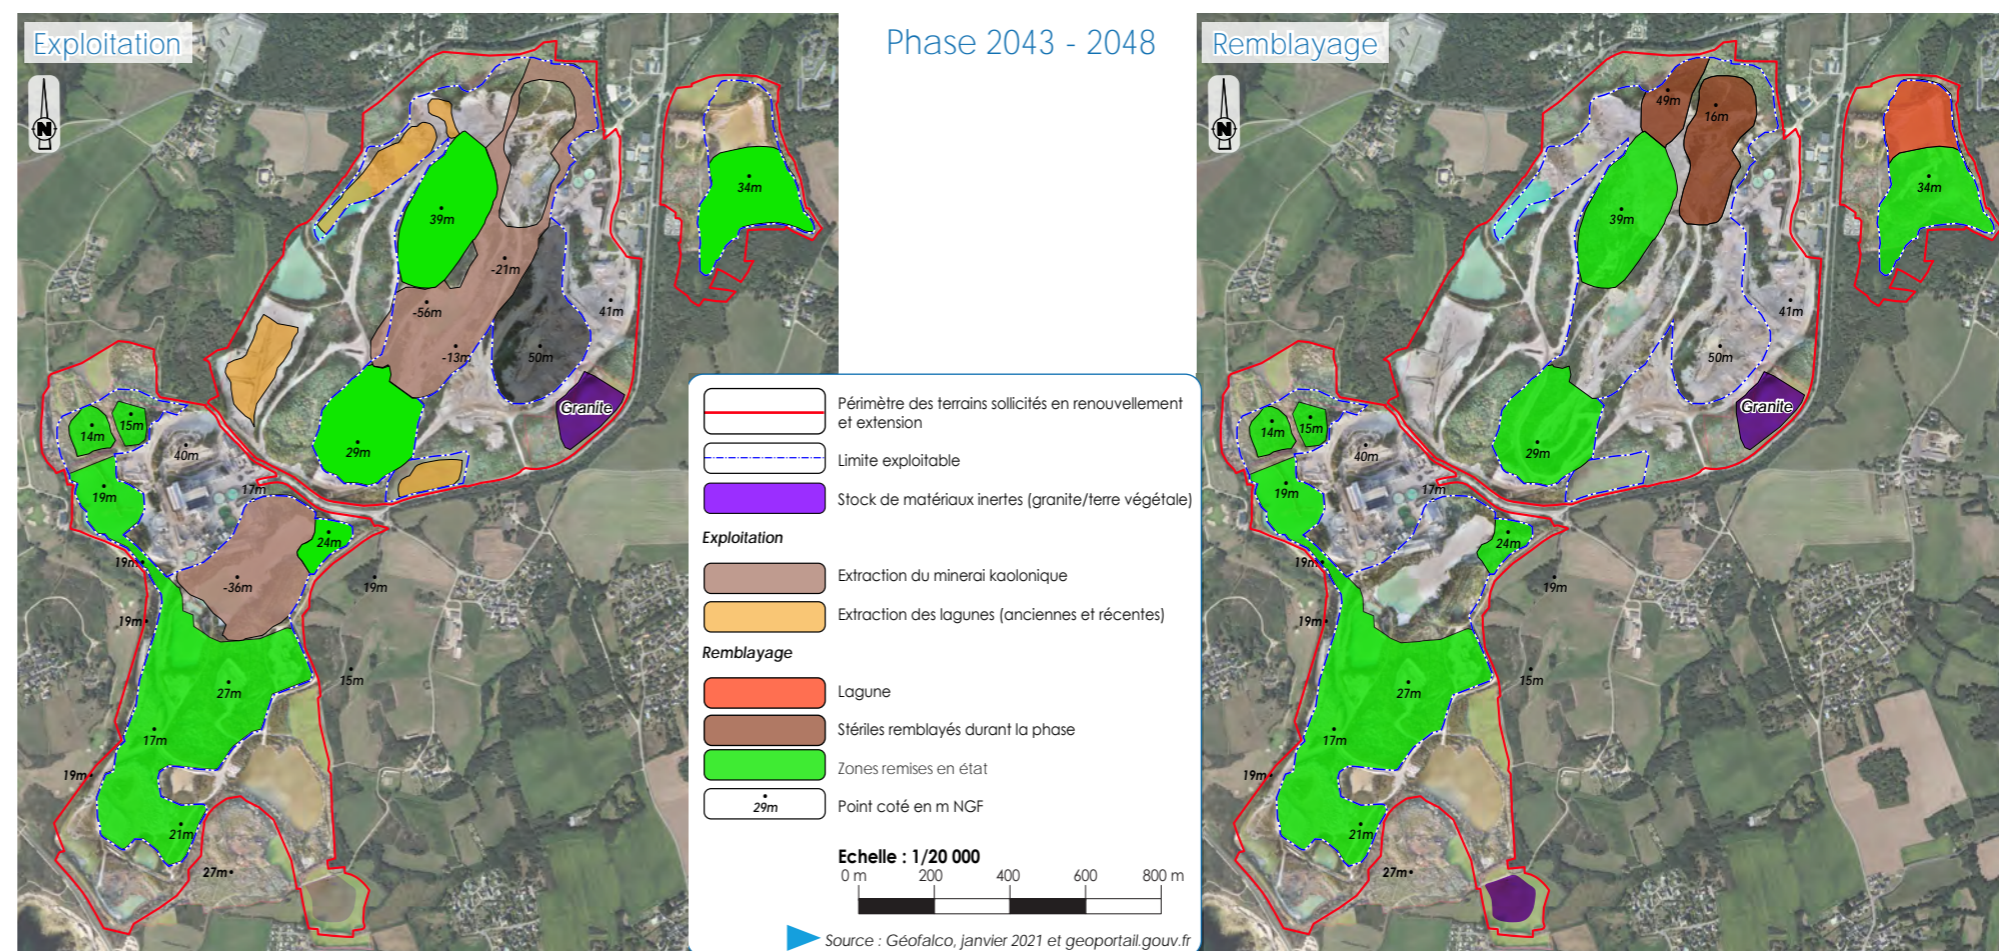 Exploitation
Phase 2043 - 2048
Remblayage
N
39m
-21m
-56m
-13m
41m
50m
34m
Granite
29m
14m
15m
40m
19m
17m
24m
19m
-36m
19m
19m
15m
27m
17m
19m
21m
27m
Périmètre des terrains sollicités en renouvellement
et extension
Limite exploitable
Stock de matériaux inertes (granite/terre végétale)
Exploitation
Extraction du minerai kaolonique
Extraction des lagunes (anciennes et récentes)
Remblayage
Lagune
Stériles remblayés durant la phase
Zones remises en état
29m
Point coté en m NGF
Echelle : 1/20 000
0 m 200 400 600 800 m
Source : Géofalco, janvier 2021 et geoportail.gouv.fr
N
49m
16m
39m
34m
41m
50m
Granite
29m
14m
15m
40m
19m
17m
24m
19m
19m
19m
15m
27m
17m
19m
21m
27m